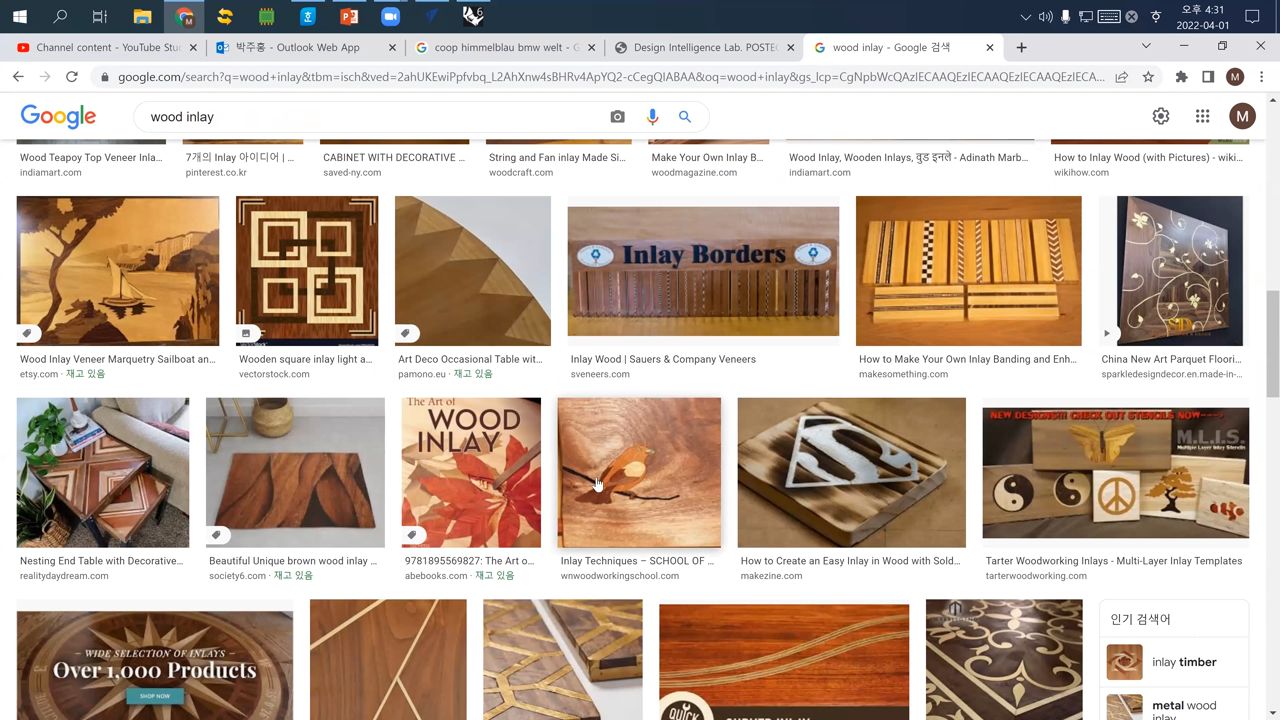 오후 4:31
2022-04-01
6
Channel content - YouTube Stu
박주홍 - Outlook Web App
coop himmelblau bmw welt - G
Design Intelligence Lab. POSTEC
wood inlay - Google 검색
google.com/search?q=wood+inlay&tbm=isch&ved=2ahUKEwiPpfvbq_L2AhXnw4sBHRv4ApYQ2-cCegQIABAA&oq=wood+inlay&gs_lcp=CgNpbWcQAzIECAAQEzIECAAQEzIECAAQEzIECAAQEzIECA...
M
Google
wood inlay
M
Wood Teapoy Top Veneer Inla...
7개의 Inlay 아이디어 | ...
CABINET WITH DECORATIVE ...
String and Fan inlay Made Si...
Make Your Own Inlay B...
Wood Inlay, Wooden Inlays, वुड इनले - Adinath Marb...
How to Inlay Wood (with Pictures) - wiki...
indiamart.com
pinterest.co.kr
saved-ny.com
woodcraft.com
woodmagazine.com
indiamart.com
wikihow.com
Inlay Borders
Wood Inlay Veneer Marquetry Sailboat an...
Wooden square inlay light a...
Art Deco Occasional Table wit...
Inlay Wood | Sauers & Company Veneers
How to Make Your Own Inlay Banding and Enh...
China New Art Parquet Floori...
etsy.com · 재고 있음
vectorstock.com
pamono.eu · 재고 있음
sveneers.com
makesomething.com
sparkledesigndecor.en.made-in-...
The Art of
WOOD
INLAY
NEW DESIGNS!!! CHECK OUT STENCILS NOW---->
M.L.I.S.
Multiple Layer Inlay Stencils
Nesting End Table with Decorative...
Beautiful Unique brown wood inlay ...
9781895569827: The Art o...
Inlay Techniques – SCHOOL OF ...
How to Create an Easy Inlay in Wood with Sold...
Tarter Woodworking Inlays - Multi-Layer Inlay Templates
realitydaydream.com
society6.com · 재고 있음
abebooks.com · 재고 있음
wnwoodworkingschool.com
makezine.com
tarterwoodworking.com
WIDE SELECTION OF INLAYS
Over 1,000 Products
SHOP NOW
QUICK
인기 검색어
inlay timber
metal wood
inlay